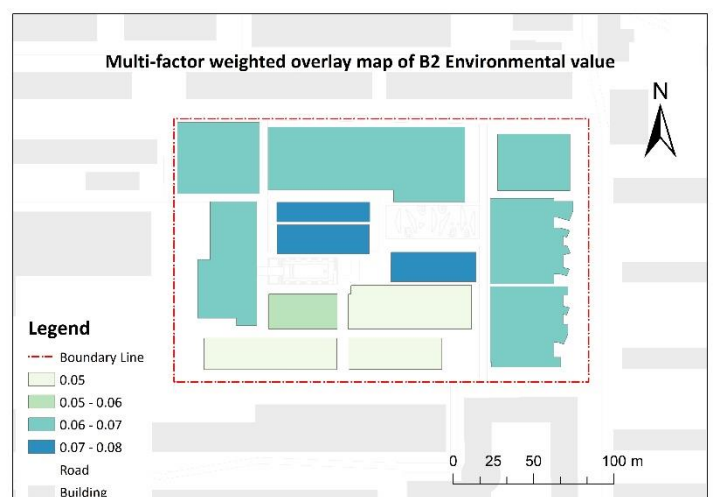 Multi-factor weighted overlay map of B2 Environmental value
N
Legend
Boundary Line
0.05
0.05 - 0.06
0.06 - 0.07
0.07 - 0.08
Road
Building
0 25 50 100 m